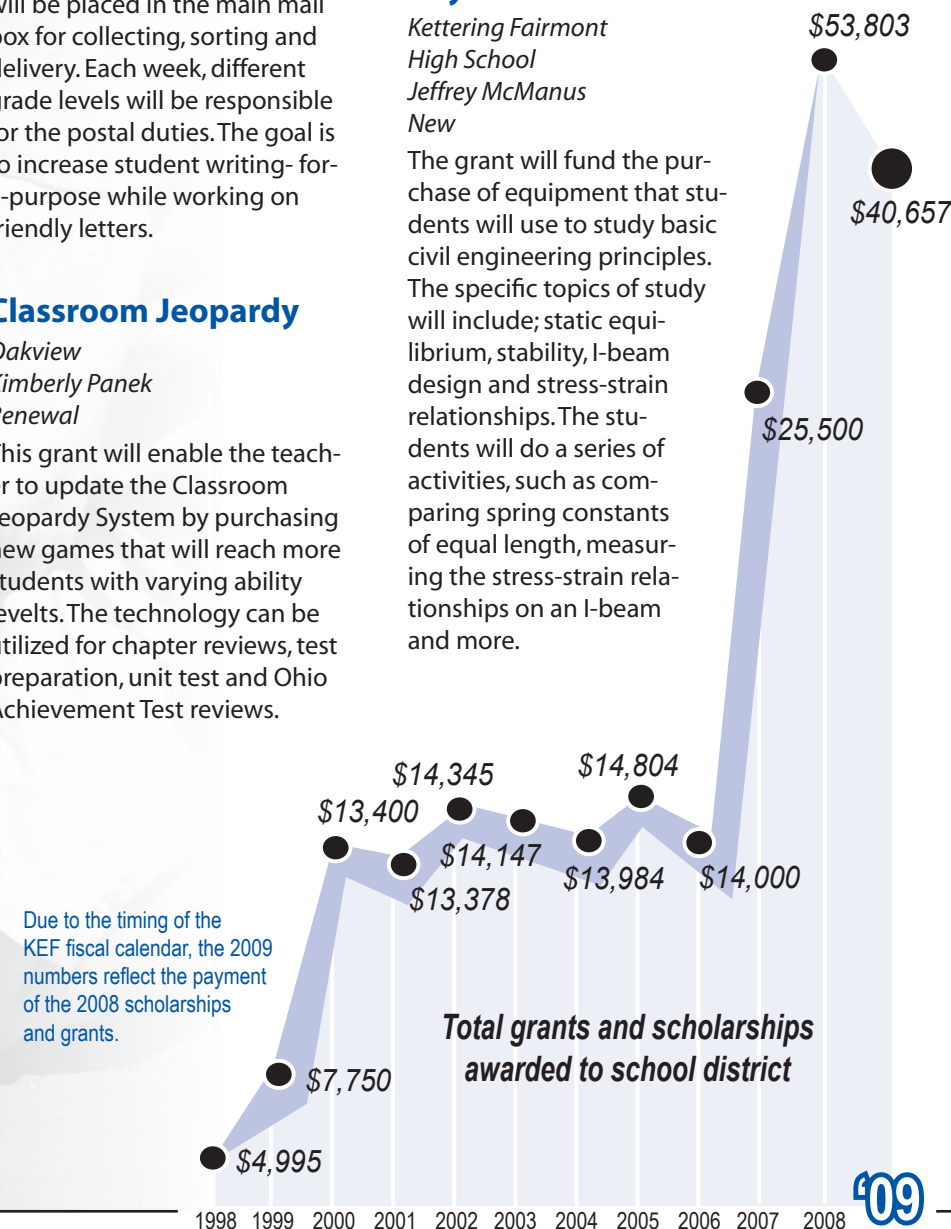 will be placed in the main mail
box for collecting, sorting and
delivery. Each week, different
grade levels will be responsible
for the postal duties. The goal is
to increase student writing- for-
-purpose while working on
friendly letters.
Classroom Jeopardy
Oakview
Kimberly Panek
Renewal
This grant will enable the teach-
er to update the Classroom
Jeopardy System by purchasing
new games that will reach more
students with varying ability
levelts. The technology can be
utilized for chapter reviews, test
preparation, unit test and Ohio
Achievement Test reviews.
Kettering Fairmont
High School
Jeffrey McManus
New
The grant will fund the pur-
chase of equipment that stu-
dents will use to study basic
civil engineering principles.
The specific topics of study
will include; static equi-
librium, stability, I-beam
design and stress-strain
relationships. The stu-
dents will do a series of
activities, such as com-
paring spring constants
of equal length, measur-
ing the stress-strain rela-
tionships on an I-beam
and more.
$53,803
$40,657
$25,500
$14,804
$14,345
$13,400
$14,147
$13,984
$14,000
$13,378
Due to the timing of the
KEF fiscal calendar, the 2009
numbers reflect the payment
of the 2008 scholarships
and grants.
Total grants and scholarships
awarded to school district
$7,750
$4,995
1998 1999 2000 2001 2002 2003 2004 2005 2006 2007 2008 '09